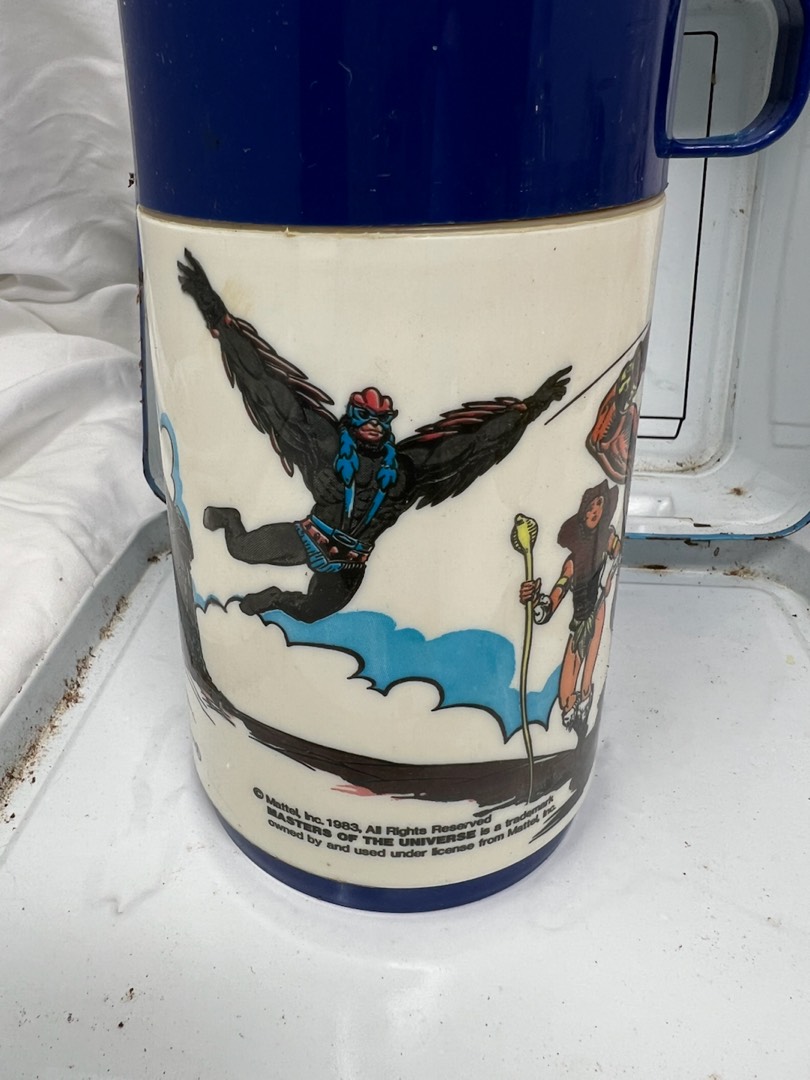 © Mattel, Inc. 1983, All Rights Reserved
MASTERS OF THE UNIVERSE is a trademark
owned by and used under license from Mattel, Inc.